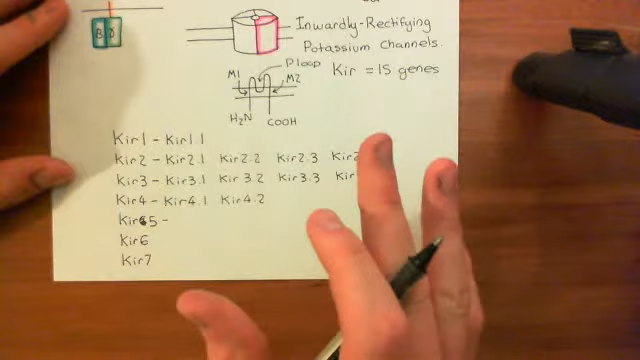 B D
Inwardly-Rectifying
Potassium Channels.
Kir = 15 genes
P loop
M1
M2
H₂N
COOH
Kir1 - Kir1.1
Kir2 - Kir2.1 Kir2.2 Kir2.3
Kir3 - Kir3.1 Kir3.2 Kir3.3
Kir4 - Kir4.1 Kir4.2
Kir5 -
Kir6
Kir7